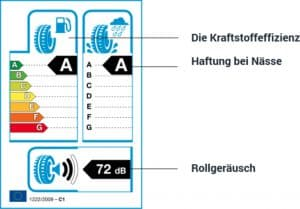 Die Kraftstoffeffizienz
A A
Haftung bei Nässe
A A
B B
C C
D D
E E
F F
G G
72 dB
Rollgeräusch
1222/2009 - C1